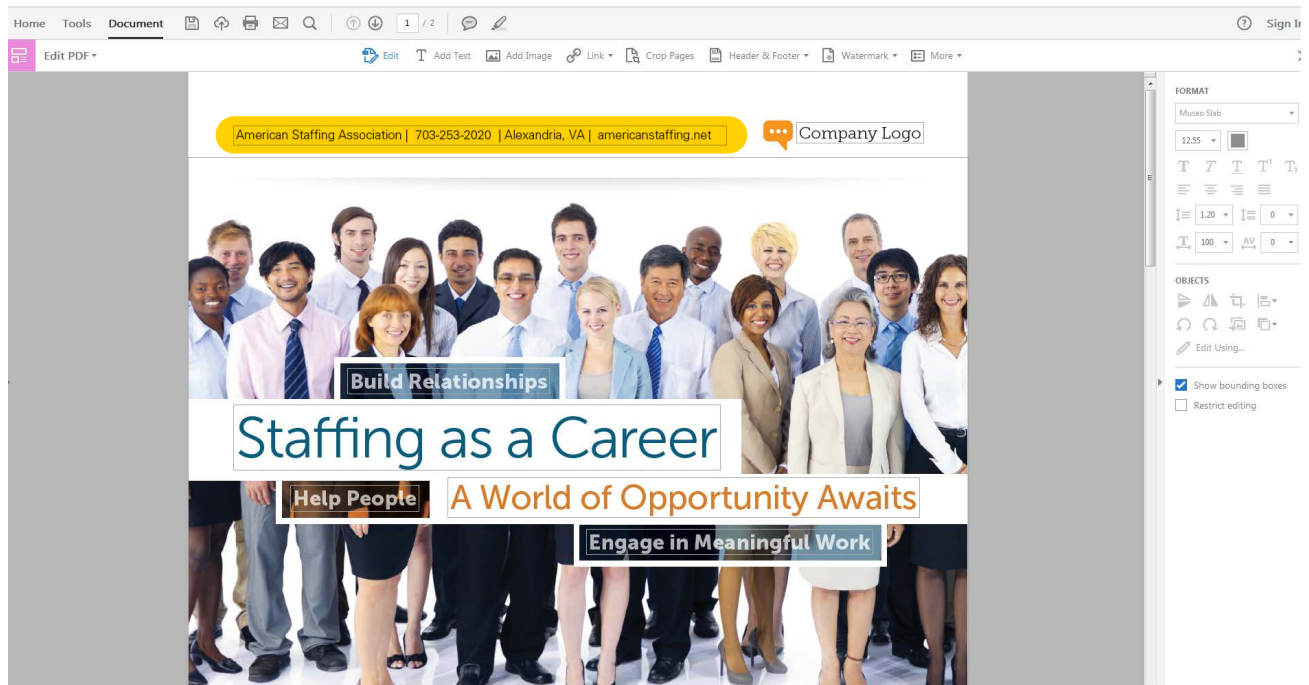 Home Tools Document 1 / 2 Sign In
Edit PDF Edit Add Text Add Image Link Crop Pages Header & Footer Watermark More
FORMAT
Museo Slab
12.55
T T T T¹ T₁
1.20 0
T 100 AV 0
OBJECTS
Edit Using...
Show bounding boxes
Restrict editing
American Staffing Association | 703-253-2020 | Alexandria, VA | americanstaffing.net
Company Logo
Build Relationships
Staffing as a Career
Help People
A World of Opportunity Awaits
Engage in Meaningful Work